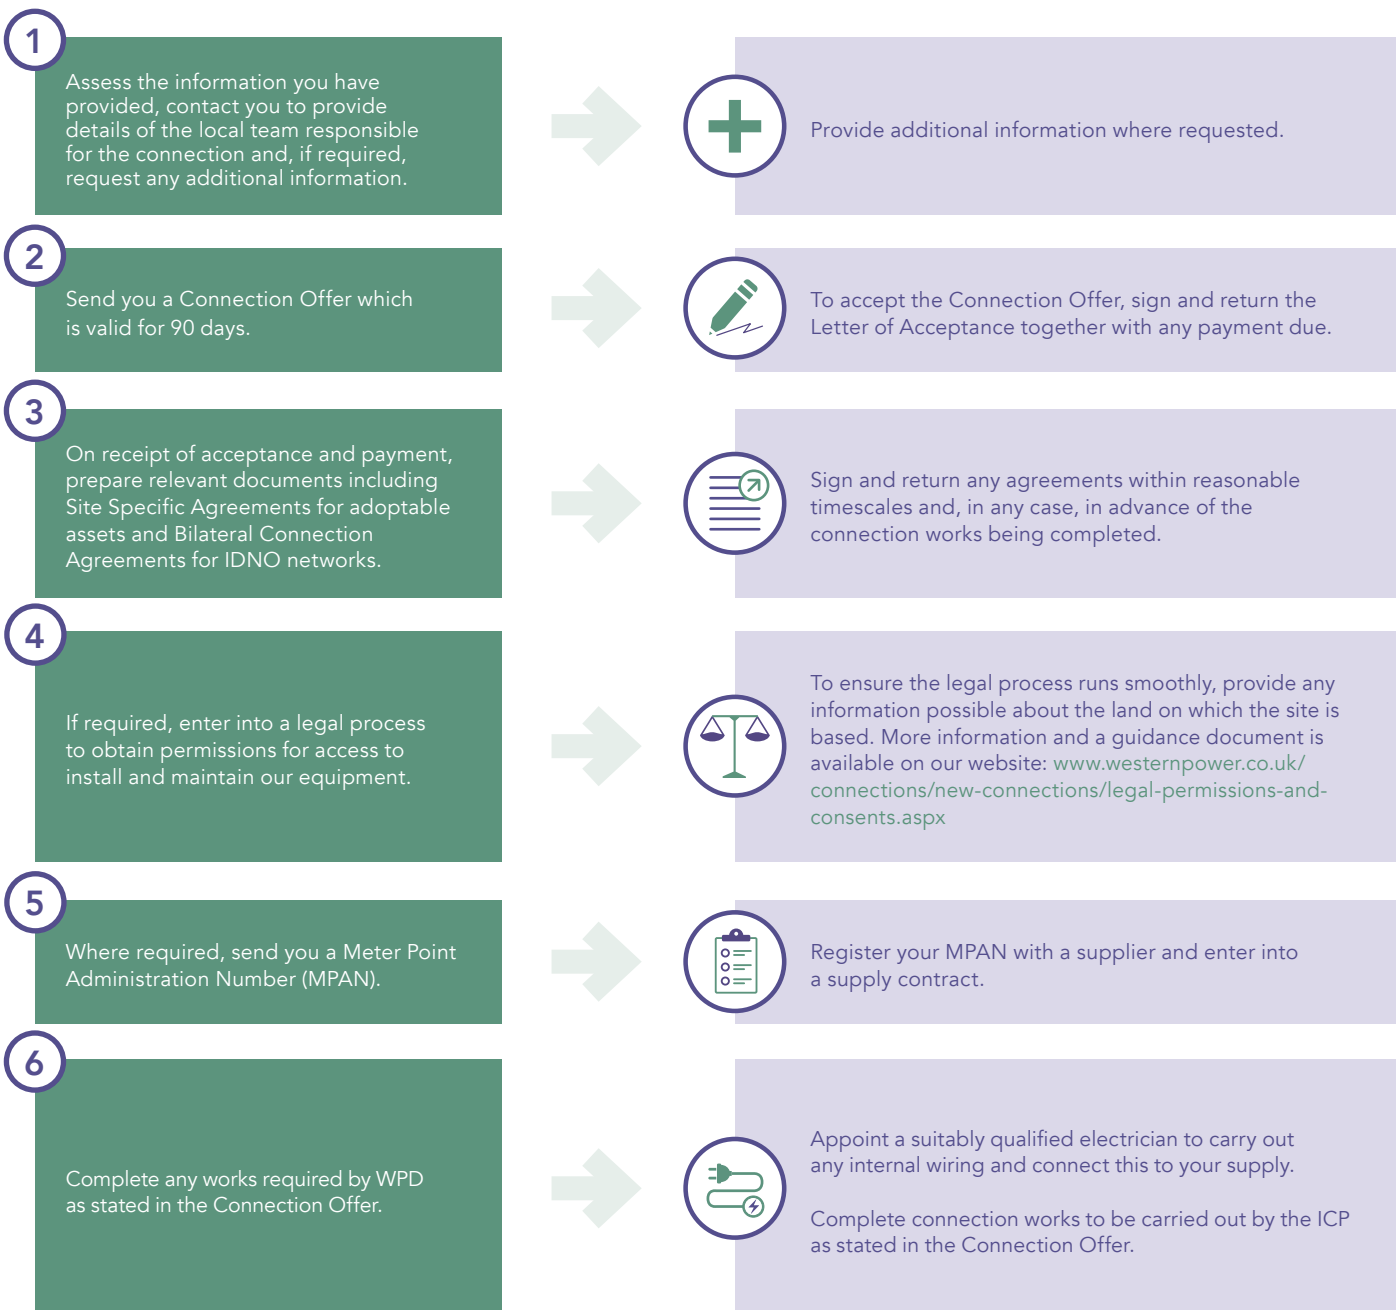 1
Assess the information you have
provided, contact you to provide
details of the local team responsible
for the connection and, if required,
request any additional information.
Provide additional information where requested.
2
Send you a Connection Offer which
is valid for 90 days.
To accept the Connection Offer, sign and return the
Letter of Acceptance together with any payment due.
3
On receipt of acceptance and payment,
prepare relevant documents including
Site Specific Agreements for adoptable
assets and Bilateral Connection
Agreements for IDNO networks.
Sign and return any agreements within reasonable
timescales and, in any case, in advance of the
connection works being completed.
4
If required, enter into a legal process
to obtain permissions for access to
install and maintain our equipment.
To ensure the legal process runs smoothly, provide any
information possible about the land on which the site is
based. More information and a guidance document is
available on our website: www.westernpower.co.uk/
connections/new-connections/legal-permissions-and-
consents.aspx
5
Where required, send you a Meter Point
Administration Number (MPAN).
Register your MPAN with a supplier and enter into
a supply contract.
6
Complete any works required by WPD
as stated in the Connection Offer.
Appoint a suitably qualified electrician to carry out
any internal wiring and connect this to your supply.
Complete connection works to be carried out by the ICP
as stated in the Connection Offer.